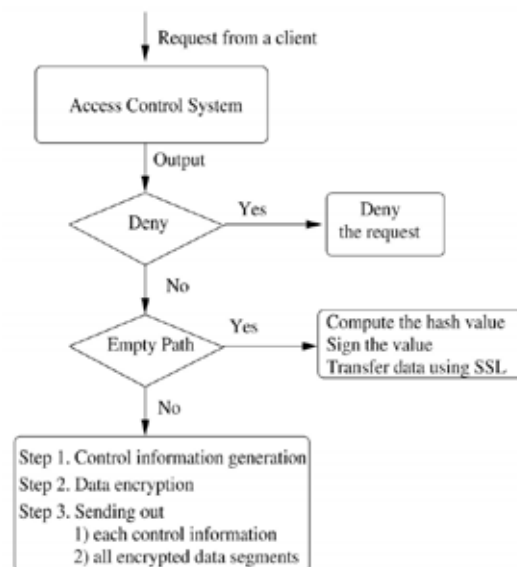 Request from a client
Access Control System
Output
Deny
Yes
Deny
the request
No
Empty Path
Yes
Compute the hash value
Sign the value
Transfer data using SSL
No
Step 1. Control information generation
Step 2. Data encryption
Step 3. Sending out
1) each control information
2) all encrypted data segments